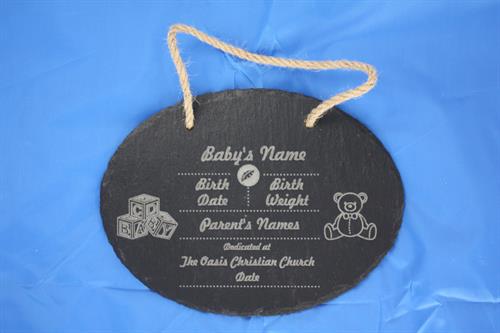 Baby's Name
Birth Date
Birth Weight
Parent's Names
Dedicated at
The Oasis Christian Church
Date
BABY